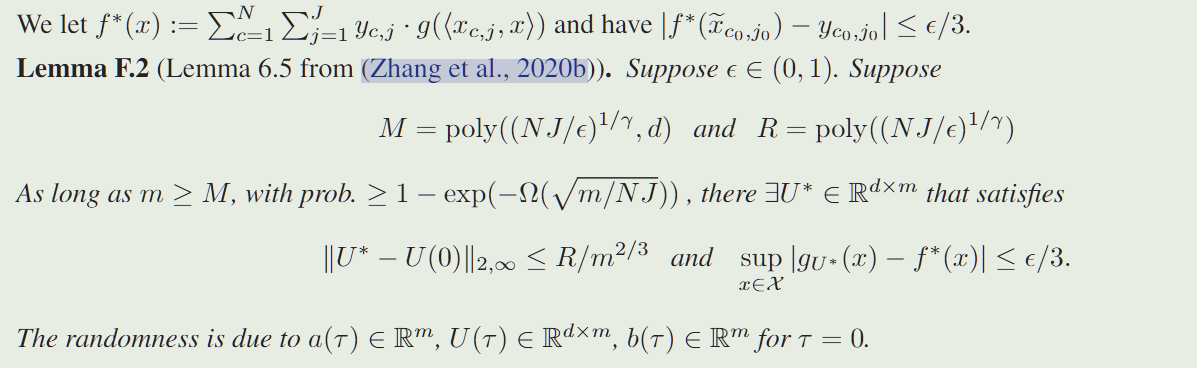 We let f*(x) := ∑_{c=1}^{N} ∑_{j=1}^{J} y_{c,j} · g(⟨x_{c,j}, x⟩) and have |f*(x̃_{c_0,j_0}) − y_{c_0,j_0}| ≤ ϵ/3.
Lemma F.2 (Lemma 6.5 from (Zhang et al., 2020b)). Suppose ϵ ∈ (0, 1). Suppose
M = poly((NJ/ϵ)^{1/γ}, d) and R = poly((NJ/ϵ)^{1/γ})
As long as m ≥ M, with prob. ≥ 1 − exp(−Ω(√(m/NJ))) , there ∃U* ∈ ℝ^{d×m} that satisfies
‖U* − U(0)‖_{2,∞} ≤ R/m^{2/3} and sup_{x∈𝒳} |g_{U*}(x) − f*(x)| ≤ ϵ/3.
The randomness is due to a(τ) ∈ ℝ^m, U(τ) ∈ ℝ^{d×m}, b(τ) ∈ ℝ^m for τ = 0.